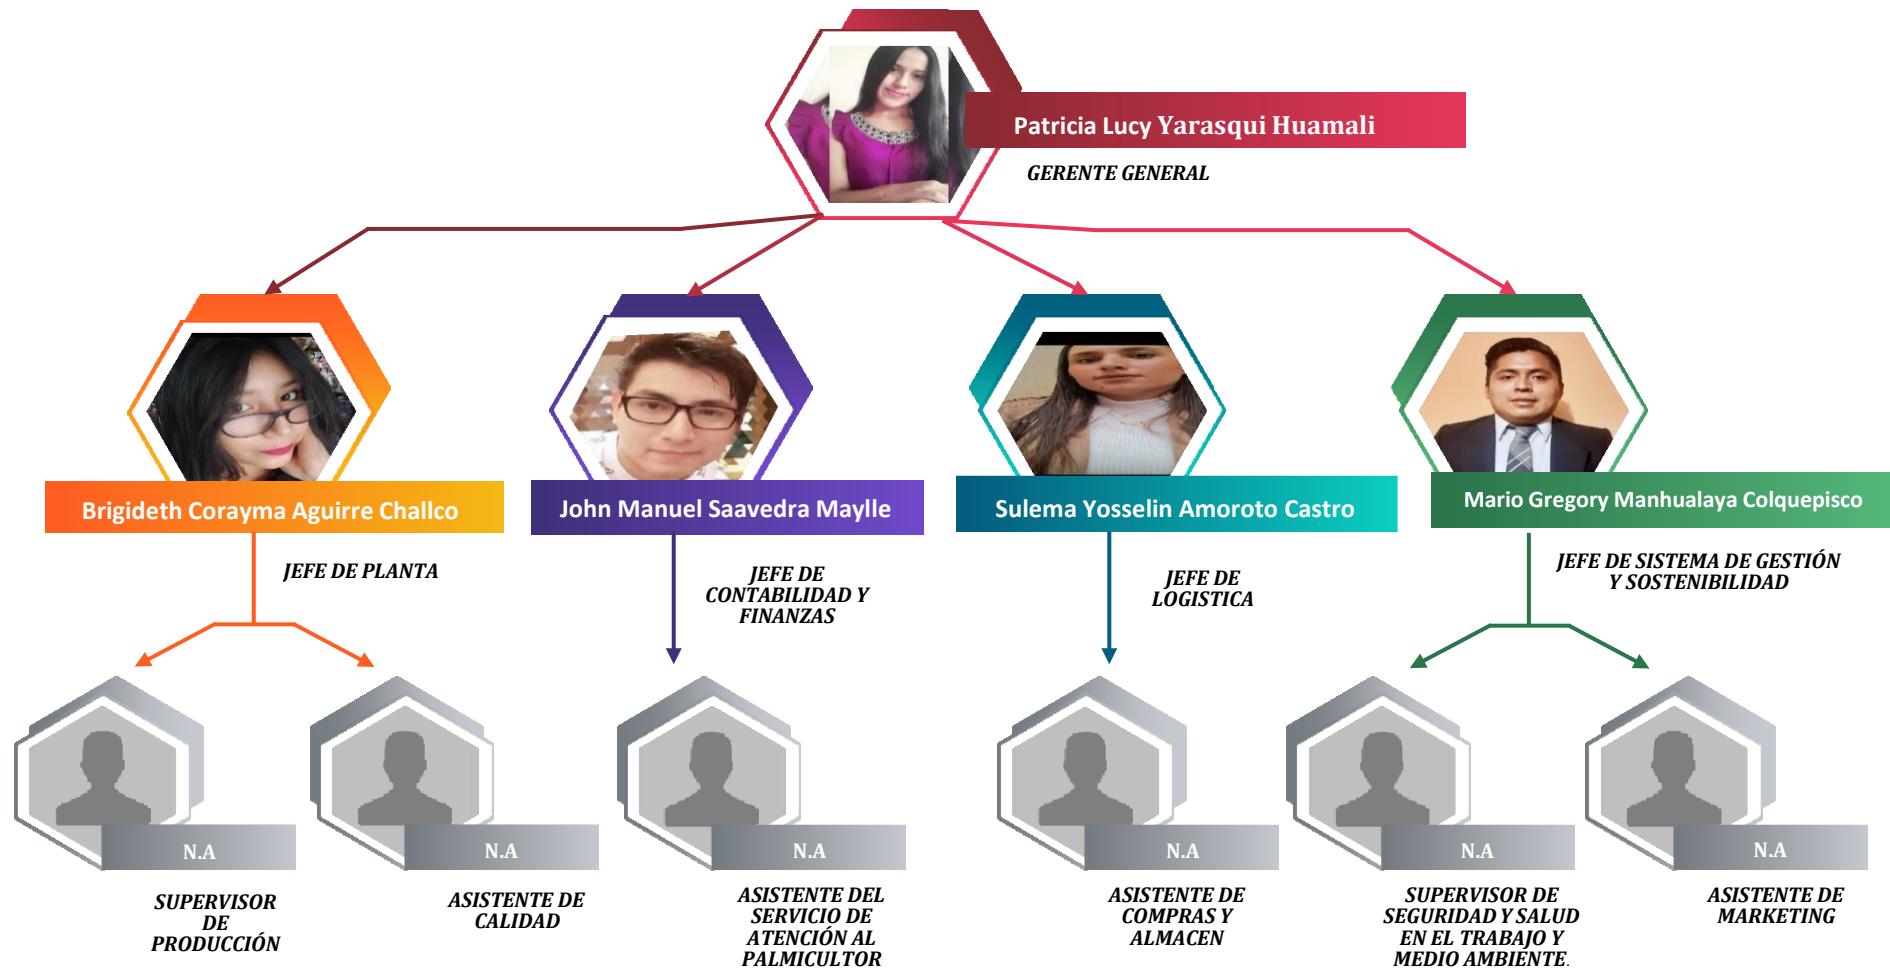 Patricia Lucy Yarasqui Huamali
GERENTE GENERAL
Brigideth Corayma Aguirre Challco
John Manuel Saavedra Maylle
Sulema Yosselin Amoroto Castro
Mario Gregory Manhualaya Colquepisco
JEFE DE PLANTA
JEFE DE
CONTABILIDAD Y
FINANZAS
JEFE DE
LOGISTICA
JEFE DE SISTEMA DE GESTIÓN
Y SOSTENIBILIDAD
N.A
SUPERVISOR
DE
PRODUCCIÓN
N.A
ASISTENTE DE
CALIDAD
N.A
ASISTENTE DEL
SERVICIO DE
ATENCIÓN AL
PALMICULTOR
N.A
ASISTENTE DE
COMPRAS Y
ALMACEN
N.A
SUPERVISOR DE
SEGURIDAD Y SALUD
EN EL TRABAJO Y
MEDIO AMBIENTE.
N.A
ASISTENTE DE
MARKETING